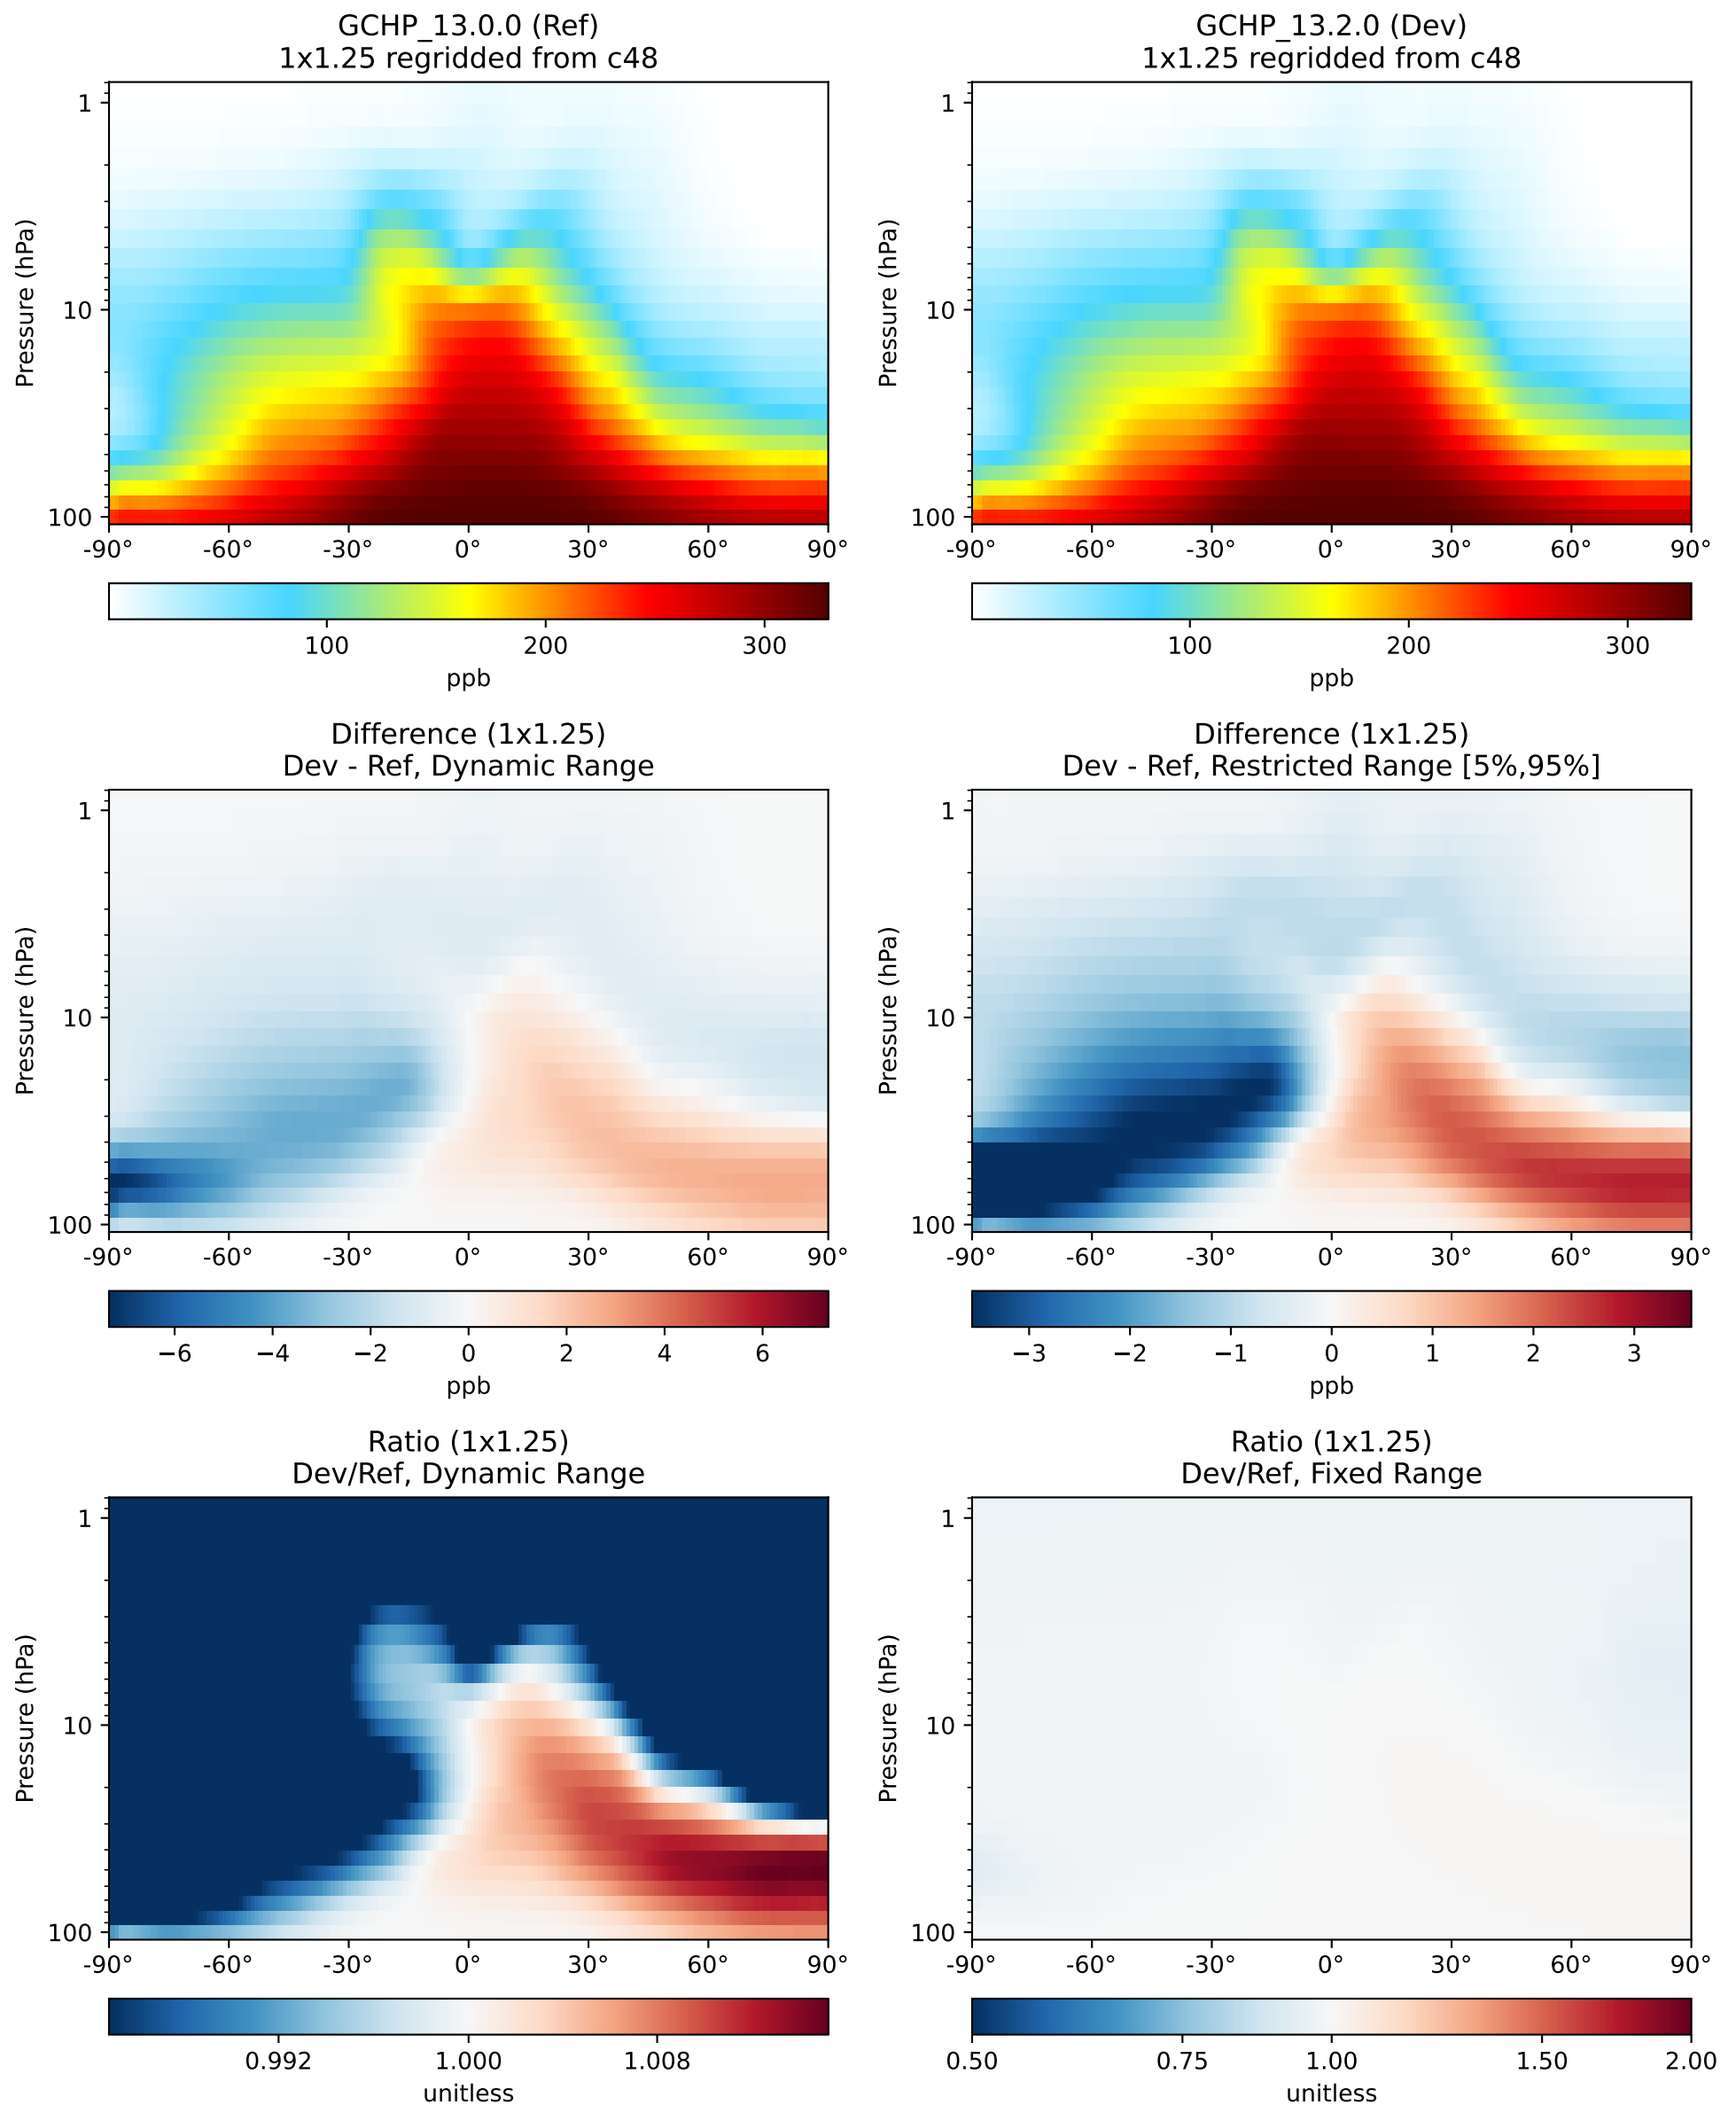 GCHP_13.0.0 (Ref)
1x1.25 regridded from c48
Pressure (hPa)
1
10
100
-90° -60° -30° 0° 30° 60° 90°
100 200 300
ppb
GCHP_13.2.0 (Dev)
1x1.25 regridded from c48
Pressure (hPa)
1
10
100
-90° -60° -30° 0° 30° 60° 90°
100 200 300
ppb
Difference (1x1.25)
Dev - Ref, Dynamic Range
Pressure (hPa)
1
10
100
-90° -60° -30° 0° 30° 60° 90°
−6 −4 −2 0 2 4 6
ppb
Difference (1x1.25)
Dev - Ref, Restricted Range [5%,95%]
Pressure (hPa)
1
10
100
-90° -60° -30° 0° 30° 60° 90°
−3 −2 −1 0 1 2 3
ppb
Ratio (1x1.25)
Dev/Ref, Dynamic Range
Pressure (hPa)
1
10
100
-90° -60° -30° 0° 30° 60° 90°
0.992 1.000 1.008
unitless
Ratio (1x1.25)
Dev/Ref, Fixed Range
Pressure (hPa)
1
10
100
-90° -60° -30° 0° 30° 60° 90°
0.50 0.75 1.00 1.50 2.00
unitless